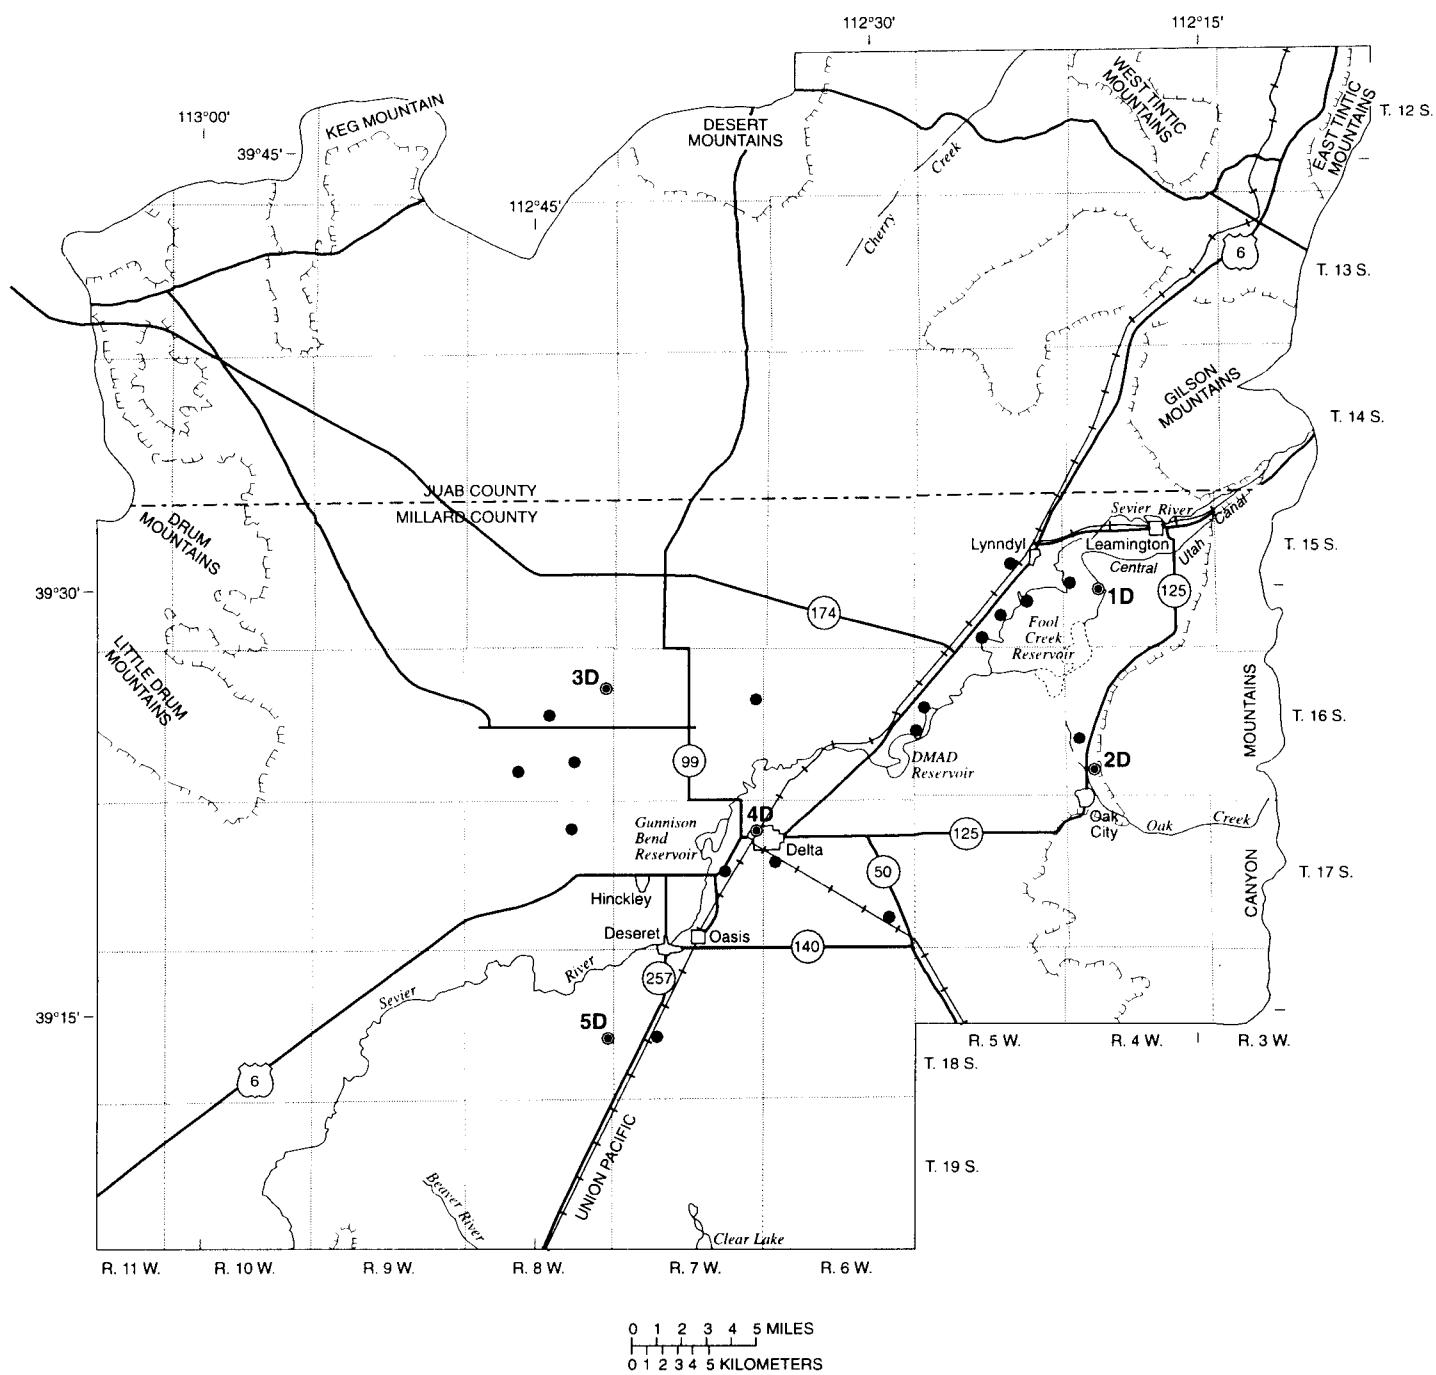 112°30'
112°15'
WEST TINTIC
MOUNTAINS
EAST TINTIC
MOUNTAINS
T. 12 S.
KEG MOUNTAIN
113°00'
39°45'
DESERT
MOUNTAINS
Creek
Cherry
112°45'
6
T. 13 S.
GILSON
MOUNTAINS
T. 14 S.
JUAB COUNTY
MILLARD COUNTY
DRUM
MOUNTAINS
Sevier River
Canal
Lynndyl
Leamington
Utah
Central
T. 15 S.
39°30'
174
1D
125
Fool
Creek
Reservoir
LITTLE DRUM
MOUNTAINS
3D
MOUNTAINS
T. 16 S.
99
DMAD
Reservoir
2D
4D
Gunnison
Bend
Reservoir
Delta
125
Oak
City
Oak
Creek
50
CANYON
T. 17 S.
Hinckley
Deseret
Oasis
140
River
Sevier
257
39°15'
5D
R. 5 W.
R. 4 W.
R. 3 W.
T. 18 S.
6
UNION PACIFIC
T. 19 S.
Beaver River
Clear Lake
R. 11 W.
R. 10 W.
R. 9 W.
R. 8 W.
R. 7 W.
R. 6 W.
0 1 2 3 4 5 MILES
0 1 2 3 4 5 KILOMETERS